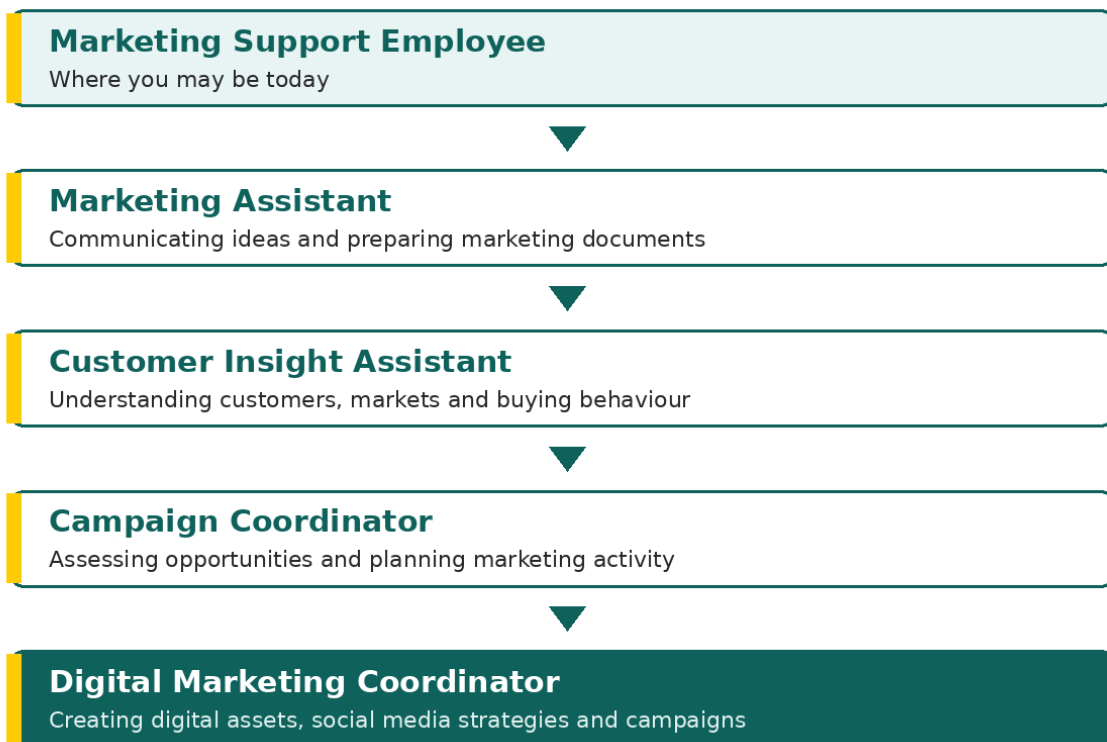 Marketing Support Employee
Where you may be today
Marketing Assistant
Communicating ideas and preparing marketing documents
Customer Insight Assistant
Understanding customers, markets and buying behaviour
Campaign Coordinator
Assessing opportunities and planning marketing activity
Digital Marketing Coordinator
Creating digital assets, social media strategies and campaigns